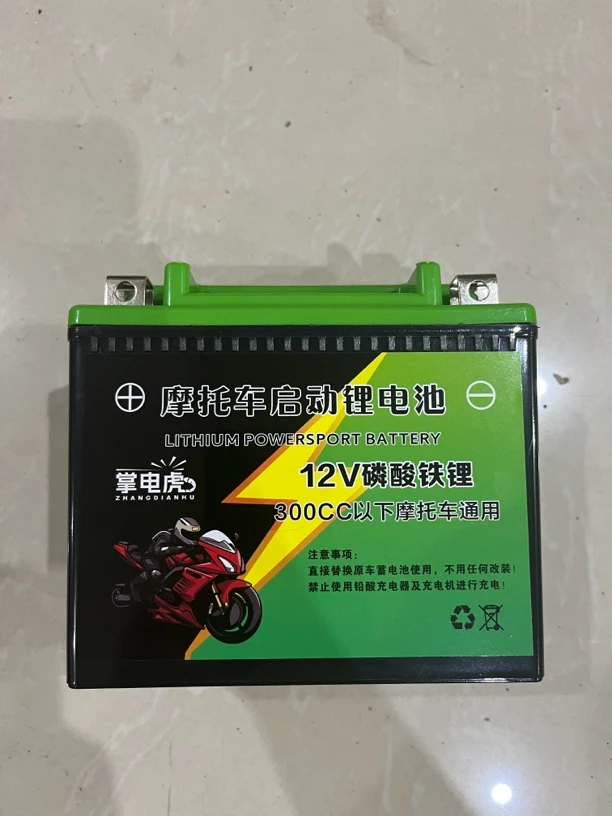 摩托车启动锂电池
LITHIUM POWERSPORT BATTERY
掌电虎
ZHANGDIANHU
12V磷酸铁锂
300CC以下摩托车通用
注意事项：
直接替换原车蓄电池使用，不用任何改装！
禁止使用铅酸充电器及充电机进行充电！